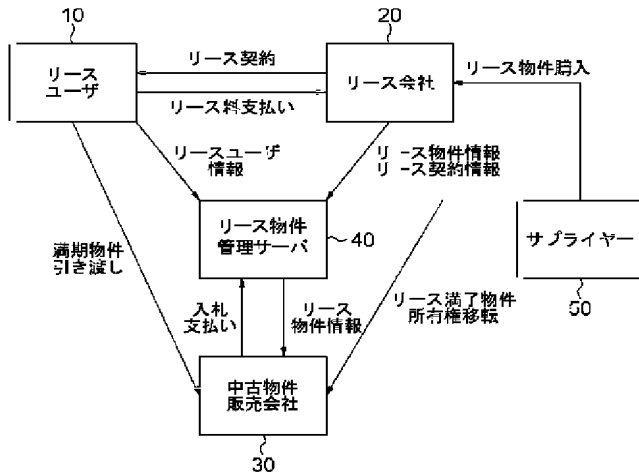 10
20
リース
ユーザ
リース契約
リース料支払い
リース会社
リース物件購入
リースユーザ
情報
リース物件情報
リース契約情報
リース物件
管理サーバ
40
サプライヤー
50
満期物件
引き渡し
入札
支払い
リース
物件情報
リース満了物件
所有権移転
中古物件
販売会社
30